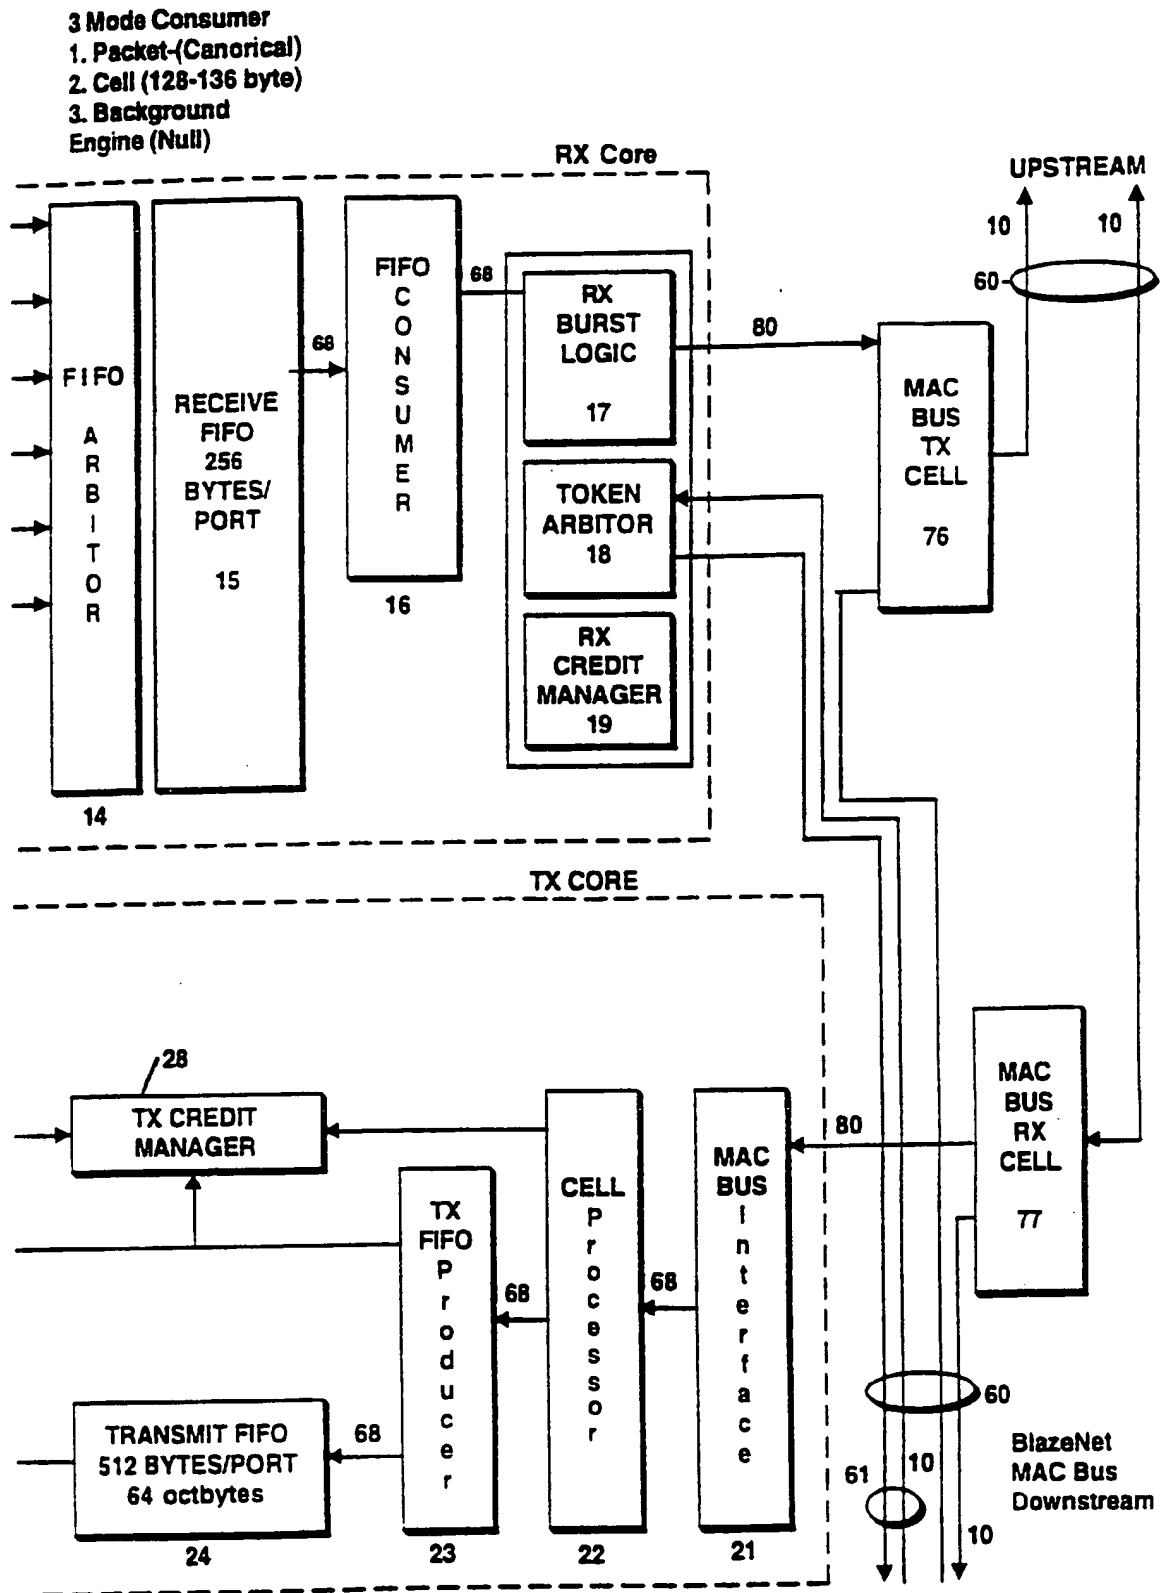 3 Mode Consumer
1. Packet-(Canorical)
2. Cell (128-136 byte)
3. Background
Engine (Null)
RX Core
UPSTREAM
10
10
60
FIFO
ARBITOR
14
RECEIVE
FIFO
256
BYTES/
PORT
15
68
FIFO
CONSUMER
16
68
RX
BURST
LOGIC
17
TOKEN
ARBITOR
18
RX
CREDIT
MANAGER
19
80
MAC
BUS
TX
CELL
76
TX CORE
28
TX CREDIT
MANAGER
TX
FIFO
Producer
23
68
CELL
Processor
22
68
MAC
BUS
Interface
21
80
MAC
BUS
RX
CELL
77
TRANSMIT FIFO
512 BYTES/PORT
64 octbytes
24
68
60
61
10
10
BlazeNet
MAC Bus
Downstream